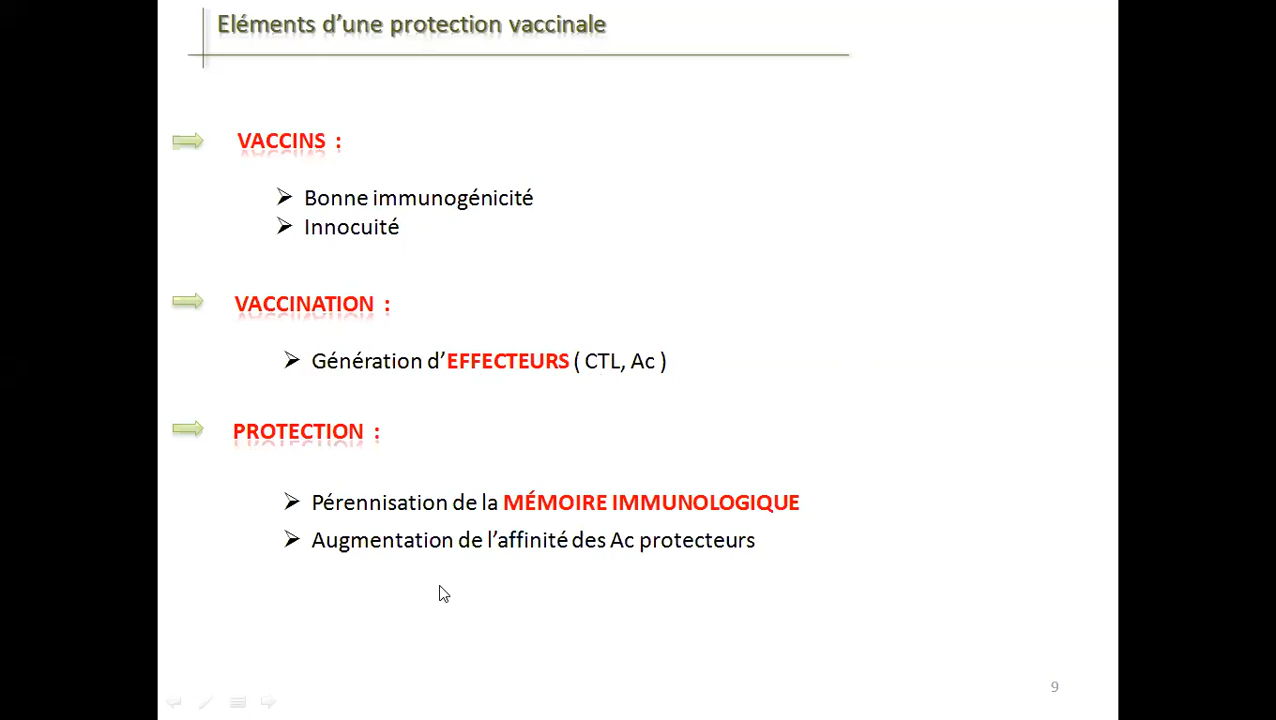 Eléments d’une protection vaccinale
VACCINS :
Bonne immunogénicité
Innocuité
VACCINATION :
Génération d’EFFECTEURS ( CTL, Ac )
PROTECTION :
Pérennisation de la MÉMOIRE IMMUNOLOGIQUE
Augmentation de l’affinité des Ac protecteurs
9